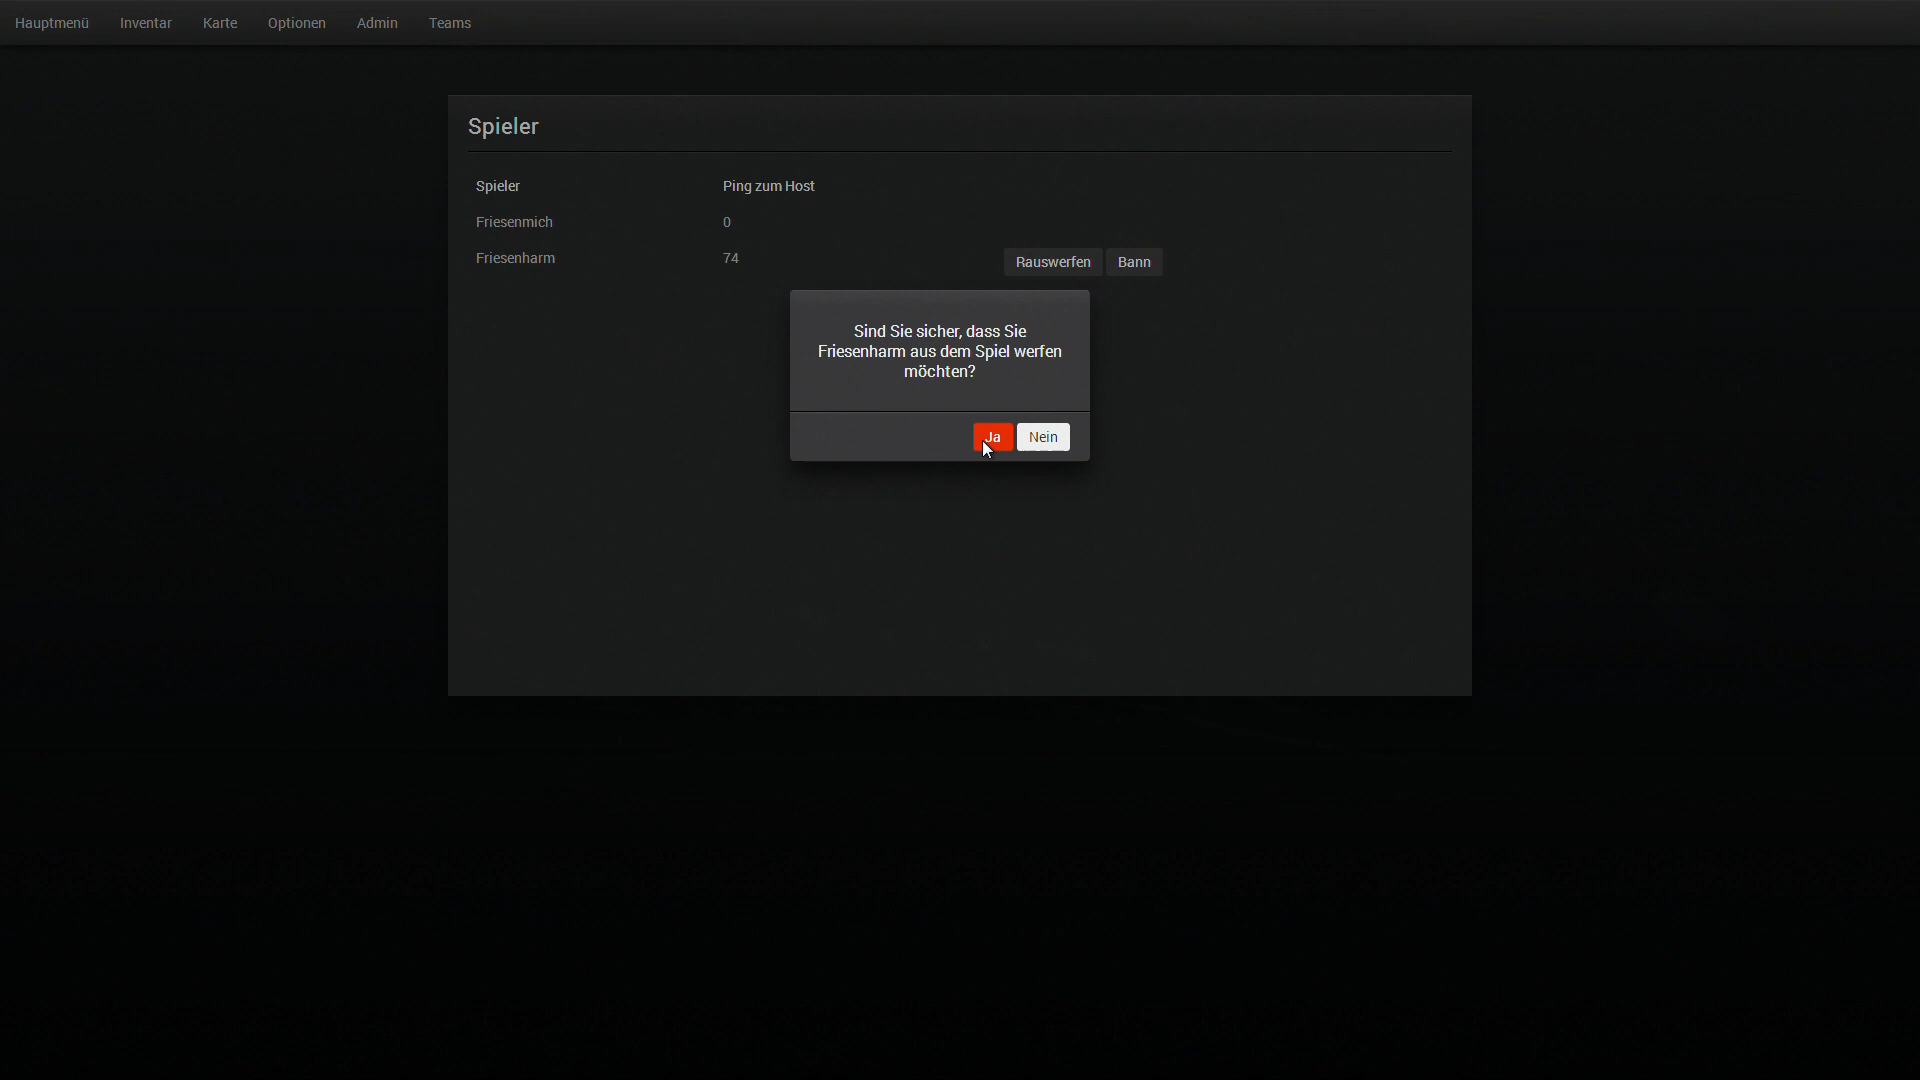 Hauptmenü Inventar Karte Optionen Admin Teams
Spieler
Spieler Ping zum Host
Friesenmich 0
Friesenharm 74 Rauswerfen Bann
Sind Sie sicher, dass Sie
Friesenharm aus dem Spiel werfen
möchten?
Ja Nein